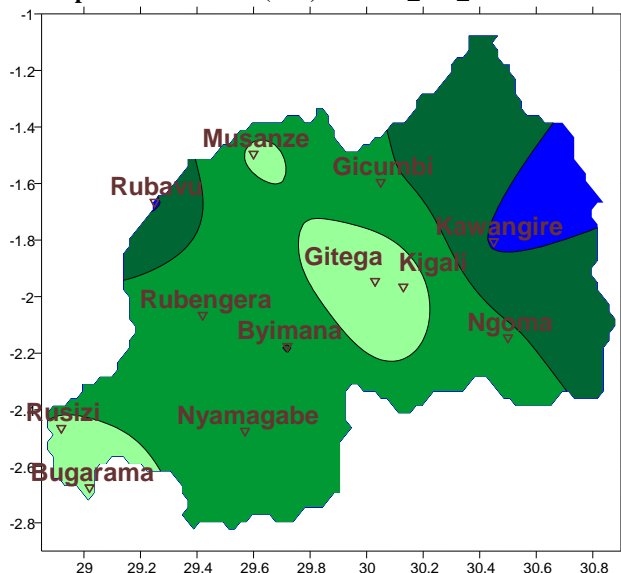 -1
-1.2
-1.4
Musanze
Gicumbi
-1.6
Rubavu
Kawangire
-1.8
Gitega
Kigali
-2
Rubengera
Ngoma
Byimana
-2.2
Rusizi
Nyamagabe
-2.6
Bugarama
-2.8
29
29.2
29.4
29.6
29.8
30
30.2
30.4
30.6
30.8